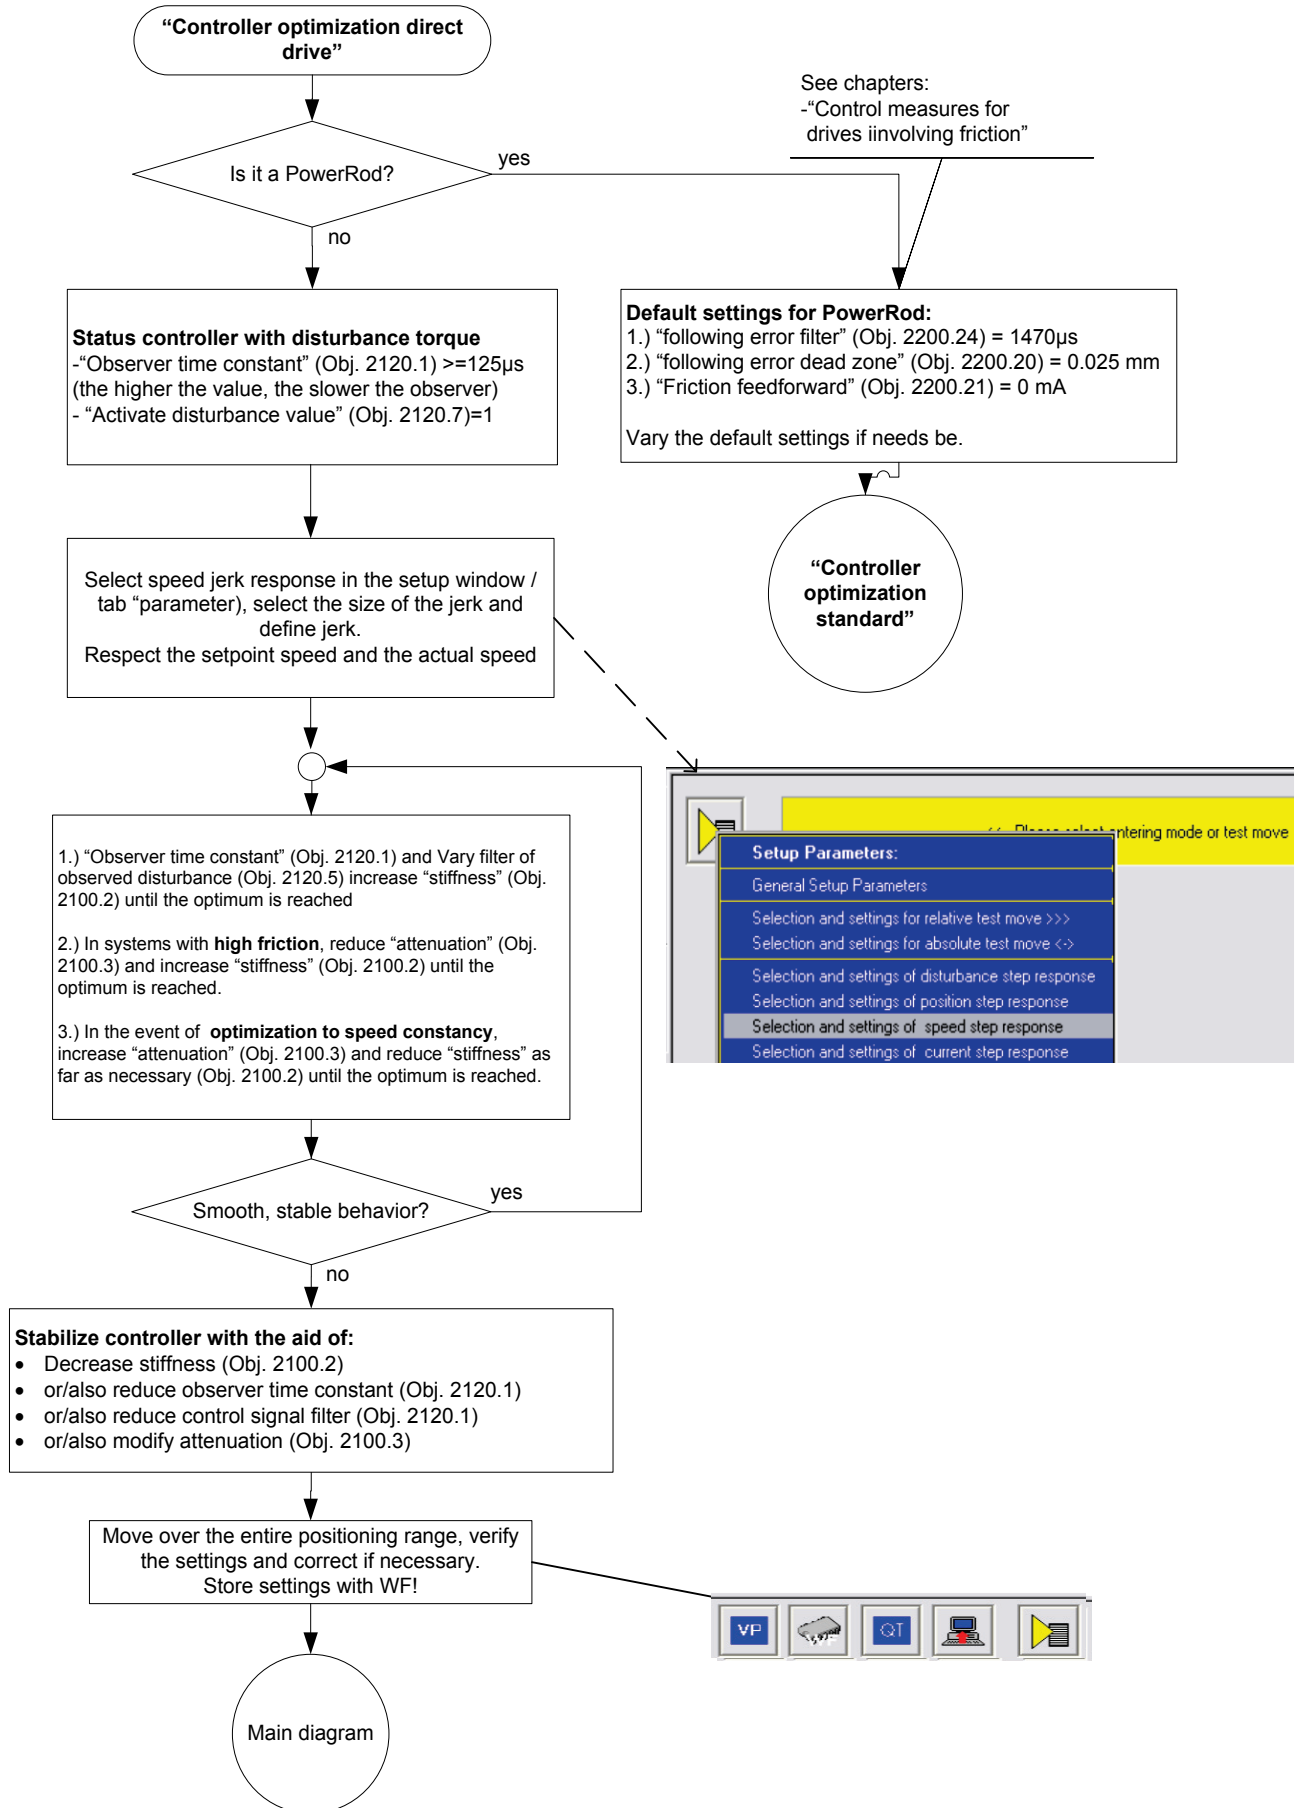 “Controller optimization direct
drive”
See chapters:
-“Control measures for
drives iinvolving friction”
Is it a PowerRod?
yes
no
Status controller with disturbance torque
-“Observer time constant” (Obj. 2120.1) >=125µs
(the higher the value, the slower the observer)
- “Activate disturbance value” (Obj. 2120.7)=1
Default settings for PowerRod:
1.) “following error filter” (Obj. 2200.24) = 1470µs
2.) “following error dead zone” (Obj. 2200.20) = 0.025 mm
3.) “Friction feedforward” (Obj. 2200.21) = 0 mA
Vary the default settings if needs be.
“Controller
optimization
standard”
Select speed jerk response in the setup window /
tab “parameter), select the size of the jerk and
define jerk.
Respect the setpoint speed and the actual speed
<< Please select entering mode or test move
Setup Parameters:
General Setup Parameters
Selection and settings for relative test move >>>
Selection and settings for absolute test move <->
Selection and settings of disturbance step response
Selection and settings of position step response
Selection and settings of speed step response
Selection and settings of current step response
1.) “Observer time constant” (Obj. 2120.1) and Vary filter of
observed disturbance (Obj. 2120.5) increase “stiffness” (Obj.
2100.2) until the optimum is reached
2.) In systems with high friction, reduce “attenuation” (Obj.
2100.3) and increase “stiffness” (Obj. 2100.2) until the
optimum is reached.
3.) In the event of optimization to speed constancy,
increase “attenuation” (Obj. 2100.3) and reduce “stiffness” as
far as necessary (Obj. 2100.2) until the optimum is reached.
Smooth, stable behavior?
yes
no
Stabilize controller with the aid of:
• Decrease stiffness (Obj. 2100.2)
• or/also reduce observer time constant (Obj. 2120.1)
• or/also reduce control signal filter (Obj. 2120.1)
• or/also modify attenuation (Obj. 2100.3)
Move over the entire positioning range, verify
the settings and correct if necessary.
Store settings with WF!
VP
WF
QT
Main diagram